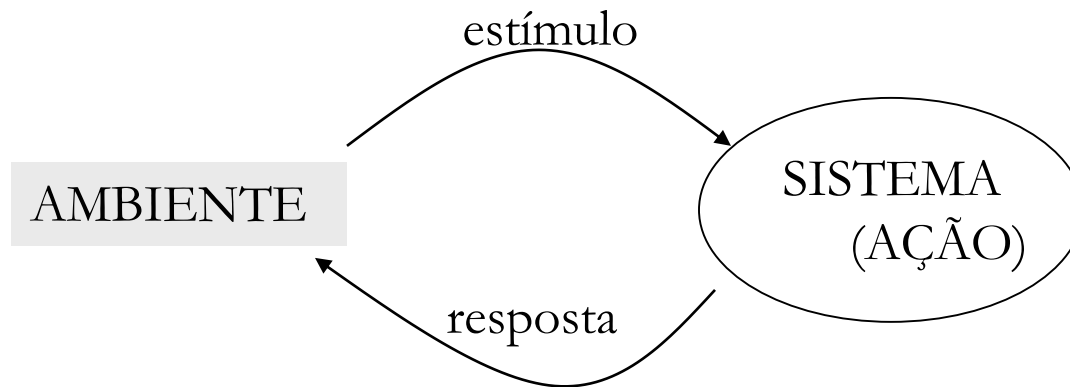 estímulo
AMBIENTE
SISTEMA
(AÇÃO)
resposta